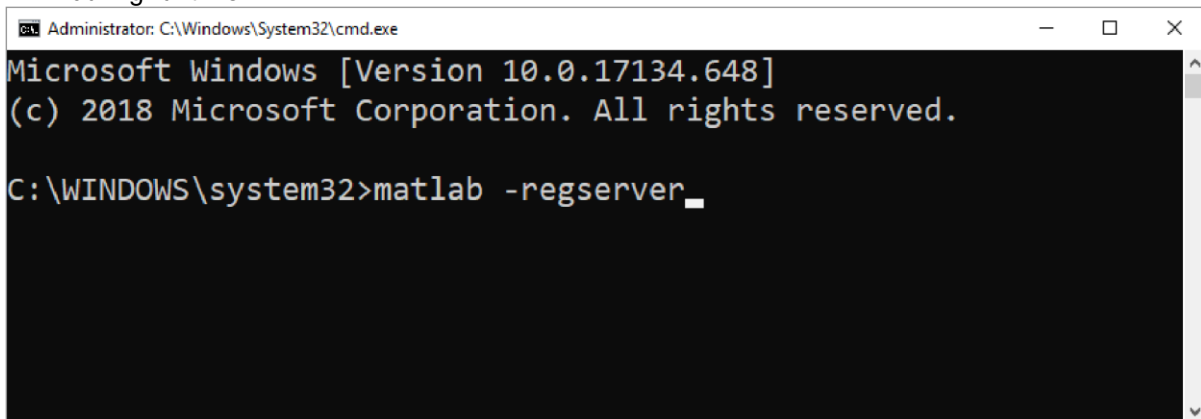 Administrator: C:\Windows\System32\cmd.exe
Microsoft Windows [Version 10.0.17134.648]
(c) 2018 Microsoft Corporation. All rights reserved.
C:\WINDOWS\system32>matlab -regserver